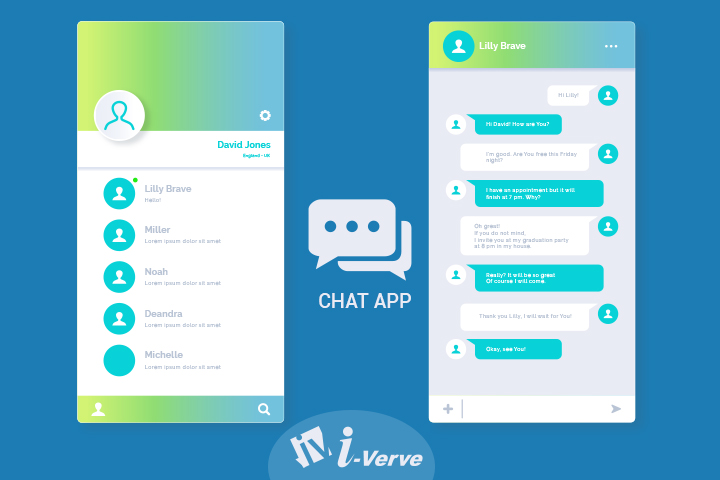 David Jones
England - UK
Lilly Brave
Hello!
Miller
Lorem ipsum dolor sit amet
Noah
Lorem ipsum dolor sit amet
Deandra
Lorem ipsum dolor sit amet
Michelle
Lorem ipsum dolor sit amet
CHAT APP
Lilly Brave
Hi Lilly!
Hi David! How are You?
I'm good. Are You free this Friday
night?
I have an appointment but it will
finish at 7 pm. Why?
Oh great!
If you do not mind,
I invite you at my graduation party
at 8 pm in my house.
Really? It will be so great
Of course I will come.
Thank you Lilly, I will wait for You!
Okay, see You!
i-Verve